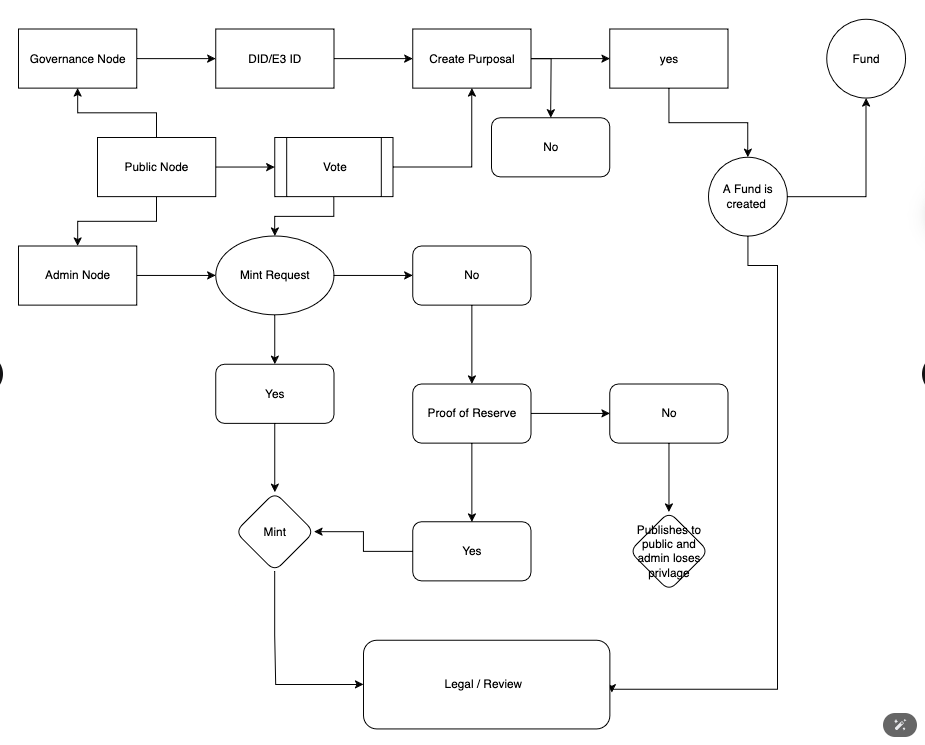 Governance Node
DID/E3 ID
Create Purposal
yes
Fund
No
Public Node
Vote
A Fund is
created
Admin Node
Mint Request
No
Yes
Proof of Reserve
No
Mint
Yes
Publishes to
public and
admin loses
privlage
Legal / Review